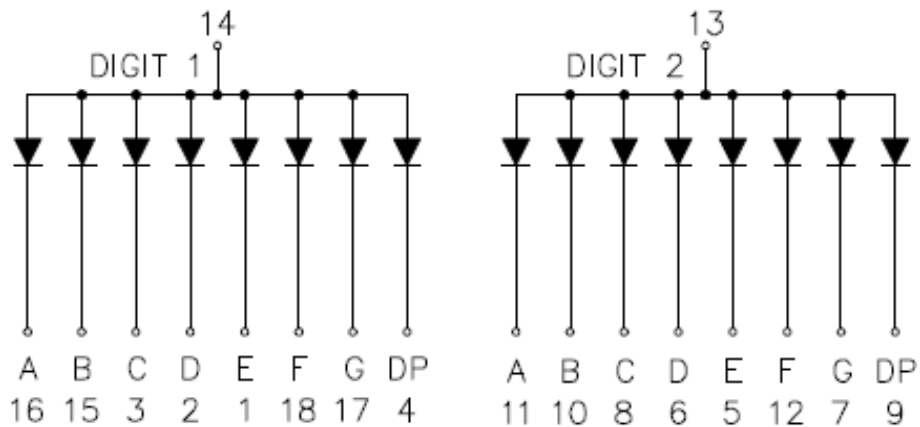 14 13
DIGIT 1 DIGIT 2
A B C D E F G DP A B C D E F G DP
16 15 3 2 1 18 17 4 11 10 8 6 5 12 7 9